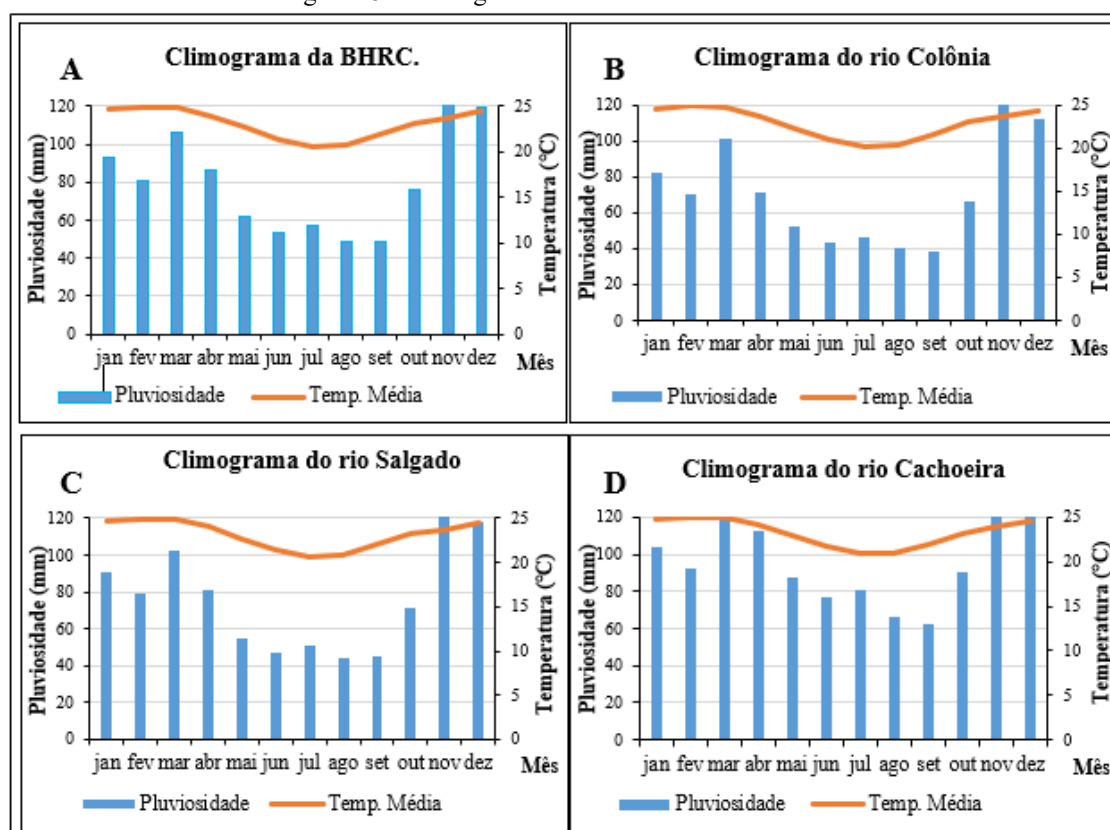 A
Climograma da BHRC.
Pluviosidade (mm)
120
100
80
60
40
20
0
Temperatura (°C)
25
20
15
10
5
0
jan fev mar abr mai jun jul ago set out nov dez Mês
Pluviosidade Temp. Média
B
Climograma do rio Colônia
Pluviosidade (mm)
120
100
80
60
40
20
0
Temperatura (°C)
25
20
15
10
5
0
jan fev mar abr mai jun jul ago set out nov dez Mês
Pluviosidade Temp. Média
C
Climograma do rio Salgado
Pluviosidade (mm)
120
100
80
60
40
20
0
Temperatura (°C)
25
20
15
10
5
0
jan fev mar abr mai jun jul ago set out nov dez Mês
Pluviosidade Temp. Média
D
Climograma do rio Cachoeira
Pluviosidade (mm)
120
100
80
60
40
20
0
Temperatura (°C)
25
20
15
10
5
0
jan fev mar abr mai jun jul ago set out nov dez Mês
Pluviosidade Temp. Média